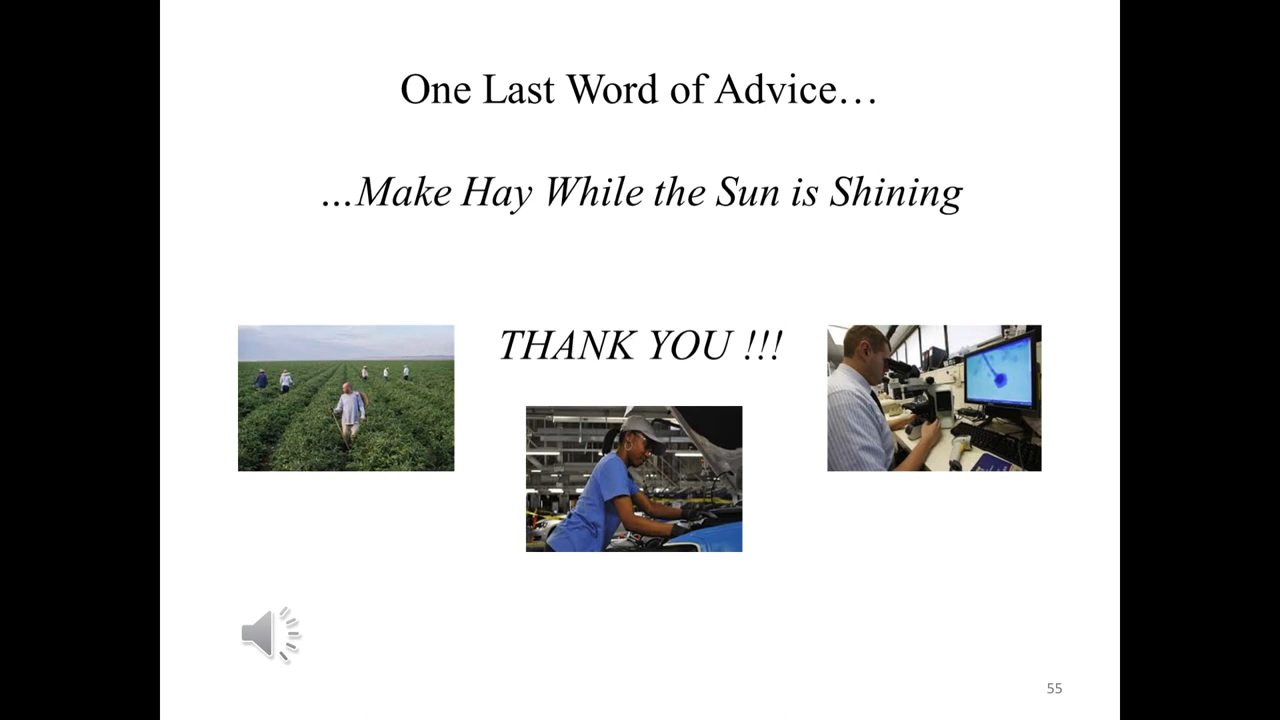 One Last Word of Advice…
…Make Hay While the Sun is Shining
THANK YOU !!!
55